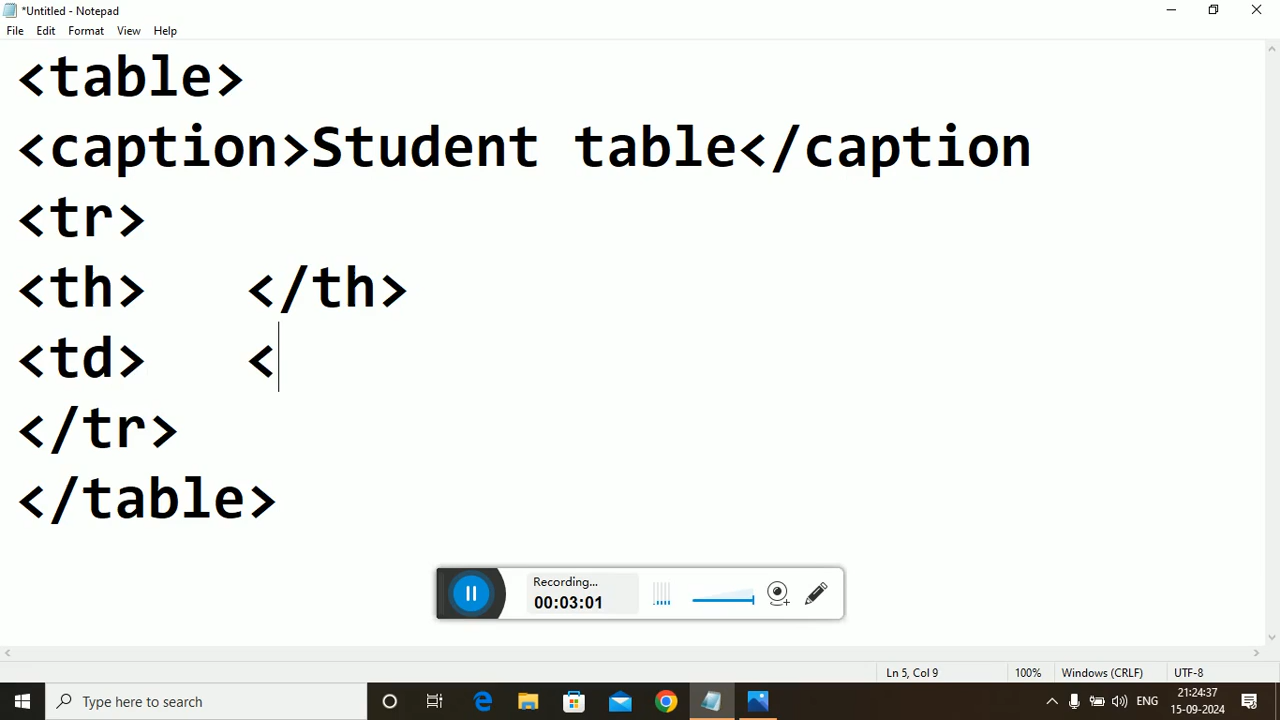 *Untitled - Notepad
File Edit Format View Help
<table>
<caption>Student table</caption
<tr>
<th>   </th>
<td>   <
</tr>
</table>
Recording...
00:03:01
Ln 5, Col 9 100% Windows (CRLF) UTF-8
Type here to search
ENG
21:24:37
15-09-2024